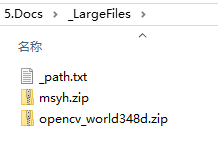 5.Docs > _LargeFiles >
名称
_path.txt
msyh.zip
opencv_world348d.zip